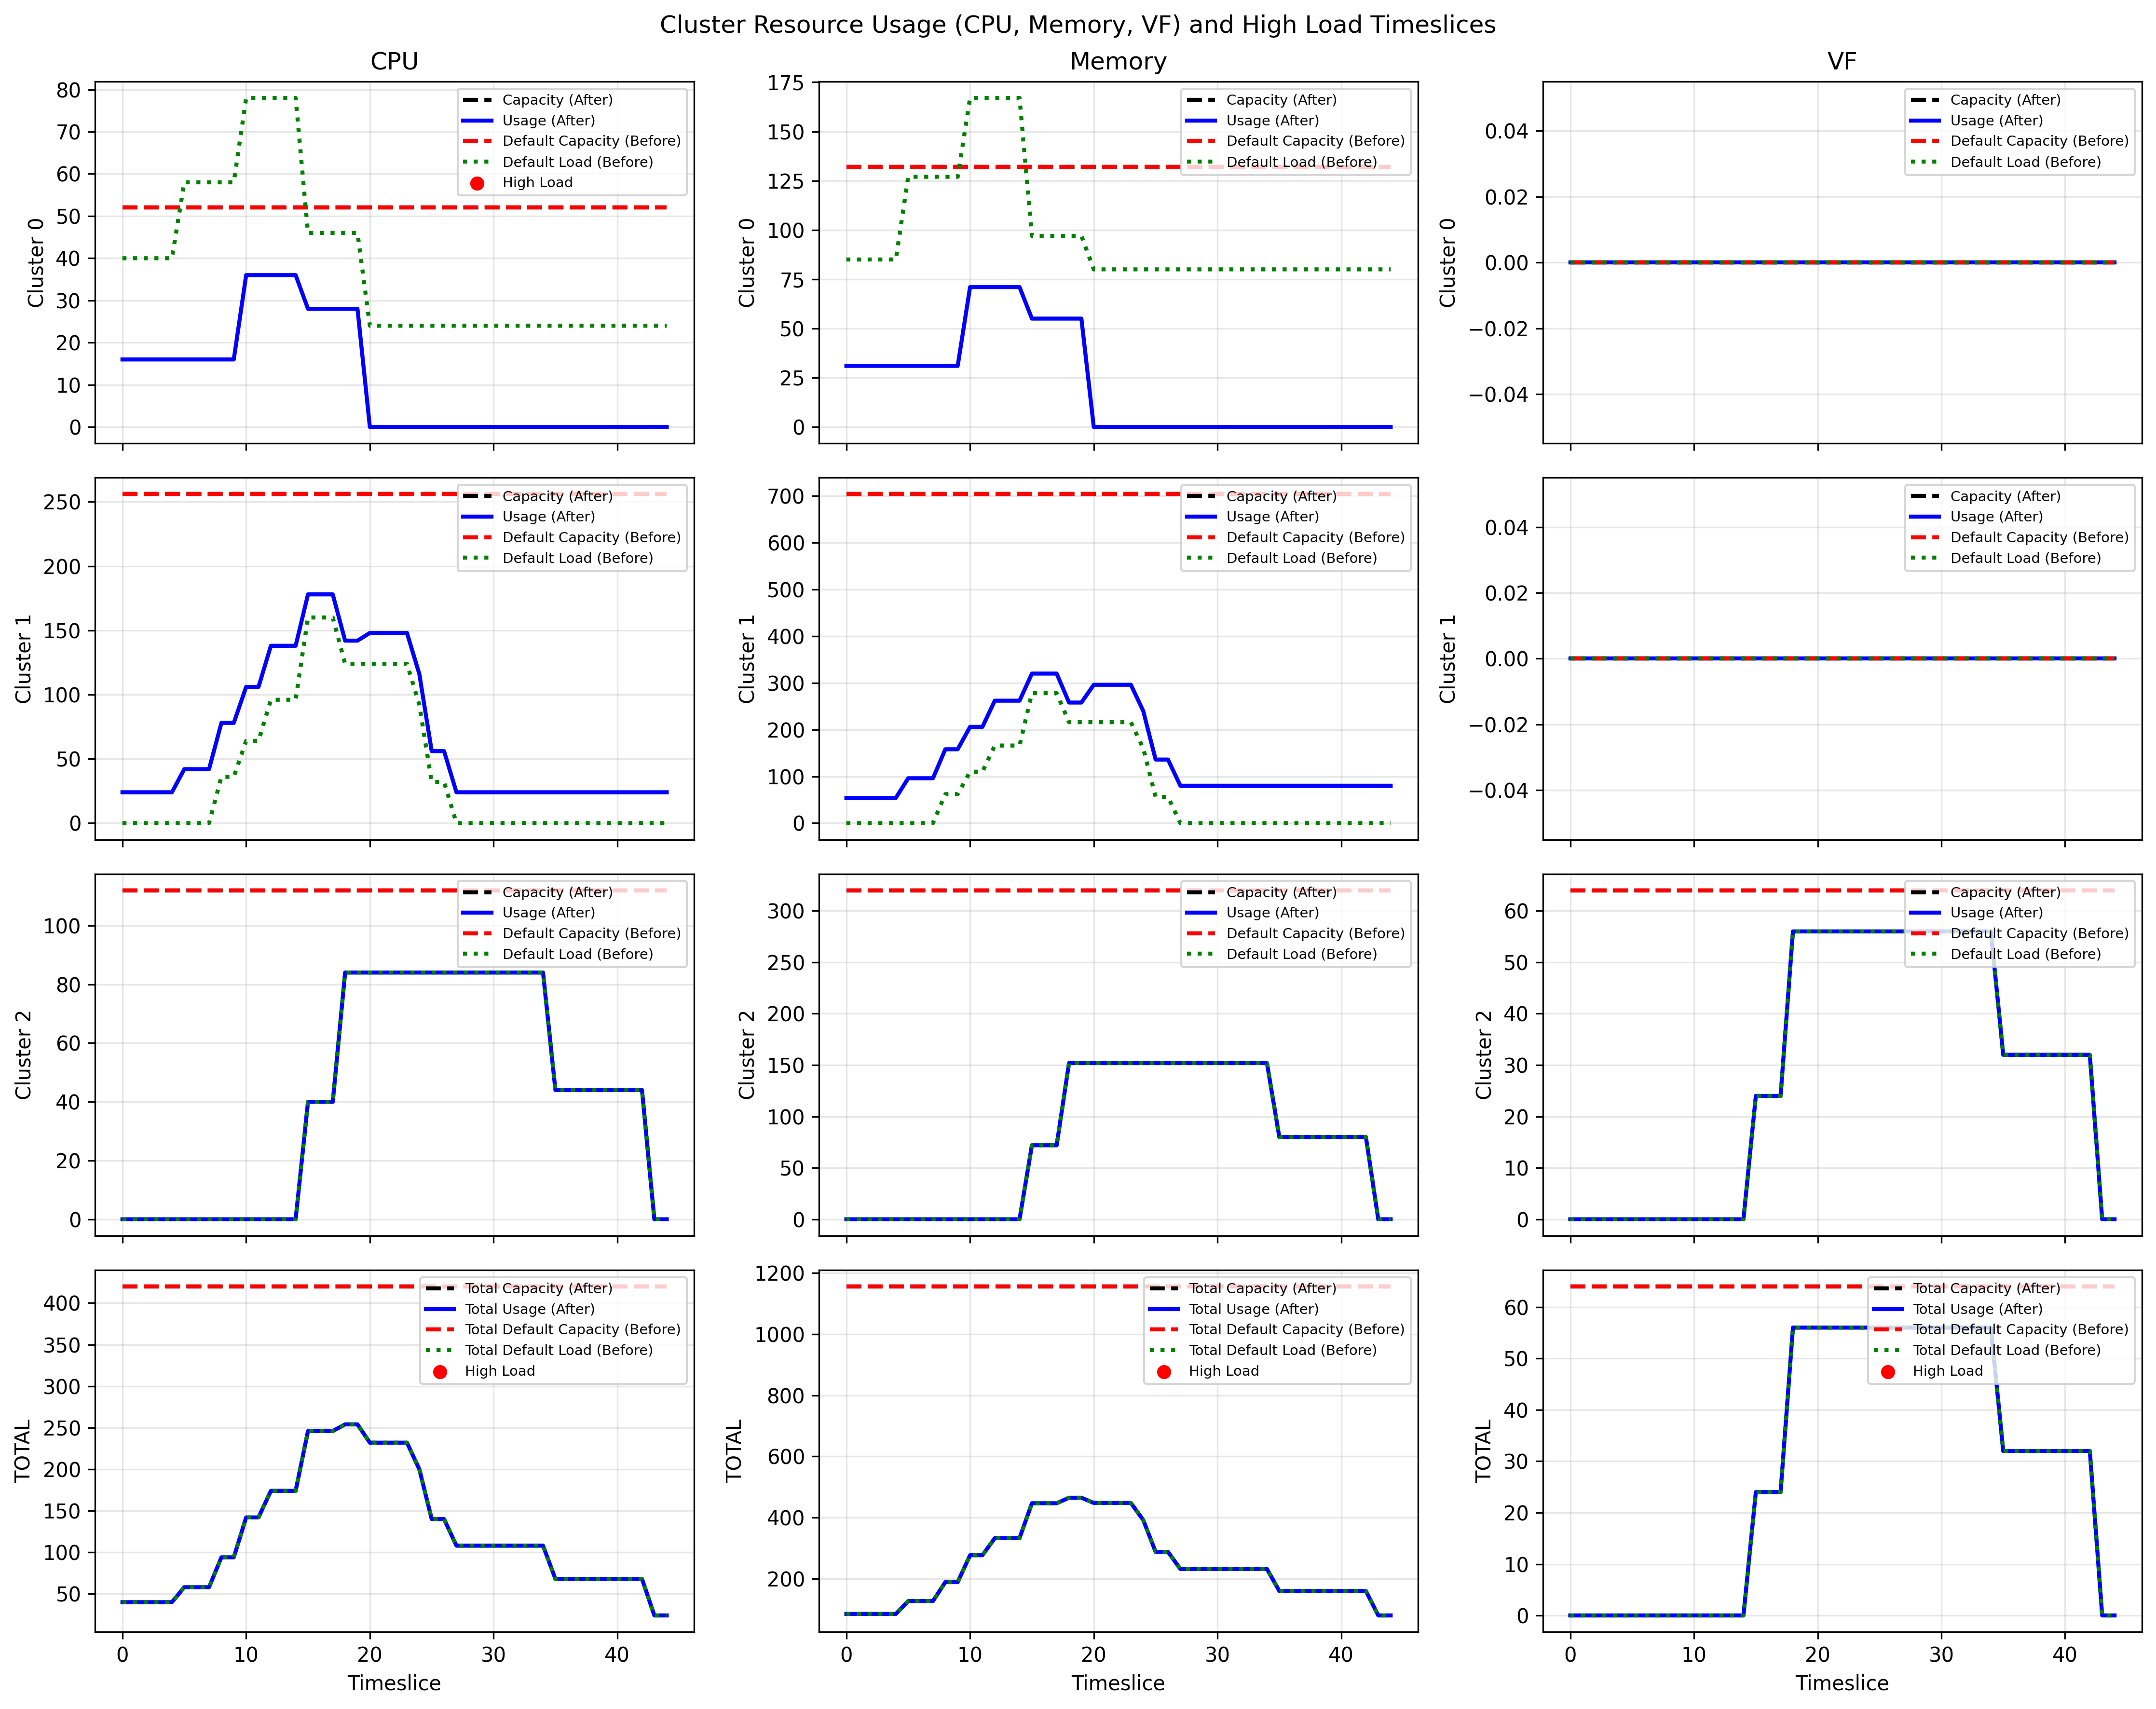 Cluster Resource Usage (CPU, Memory, VF) and High Load Timeslices
CPU
Memory
VF
Cluster 0
80
70
60
50
40
30
20
10
0
Capacity (After)
Usage (After)
Default Capacity (Before)
Default Load (Before)
High Load
Cluster 0
175
150
125
100
75
50
25
0
Capacity (After)
Usage (After)
Default Capacity (Before)
Default Load (Before)
Cluster 0
0.04
0.02
0.00
−0.02
−0.04
Capacity (After)
Usage (After)
Default Capacity (Before)
Default Load (Before)
Cluster 1
250
200
150
100
50
0
Capacity (After)
Usage (After)
Default Capacity (Before)
Default Load (Before)
Cluster 1
700
600
500
400
300
200
100
0
Capacity (After)
Usage (After)
Default Capacity (Before)
Default Load (Before)
Cluster 1
0.04
0.02
0.00
−0.02
−0.04
Capacity (After)
Usage (After)
Default Capacity (Before)
Default Load (Before)
Cluster 2
100
80
60
40
20
0
Capacity (After)
Usage (After)
Default Capacity (Before)
Default Load (Before)
Cluster 2
300
250
200
150
100
50
0
Capacity (After)
Usage (After)
Default Capacity (Before)
Default Load (Before)
Cluster 2
60
50
40
30
20
10
0
Capacity (After)
Usage (After)
Default Capacity (Before)
Default Load (Before)
TOTAL
400
350
300
250
200
150
100
50
Total Capacity (After)
Total Usage (After)
Total Default Capacity (Before)
Total Default Load (Before)
High Load
0 10 20 30 40
Timeslice
TOTAL
1200
1000
800
600
400
200
Total Capacity (After)
Total Usage (After)
Total Default Capacity (Before)
Total Default Load (Before)
High Load
0 10 20 30 40
Timeslice
TOTAL
60
50
40
30
20
10
0
Total Capacity (After)
Total Usage (After)
Total Default Capacity (Before)
Total Default Load (Before)
High Load
0 10 20 30 40
Timeslice